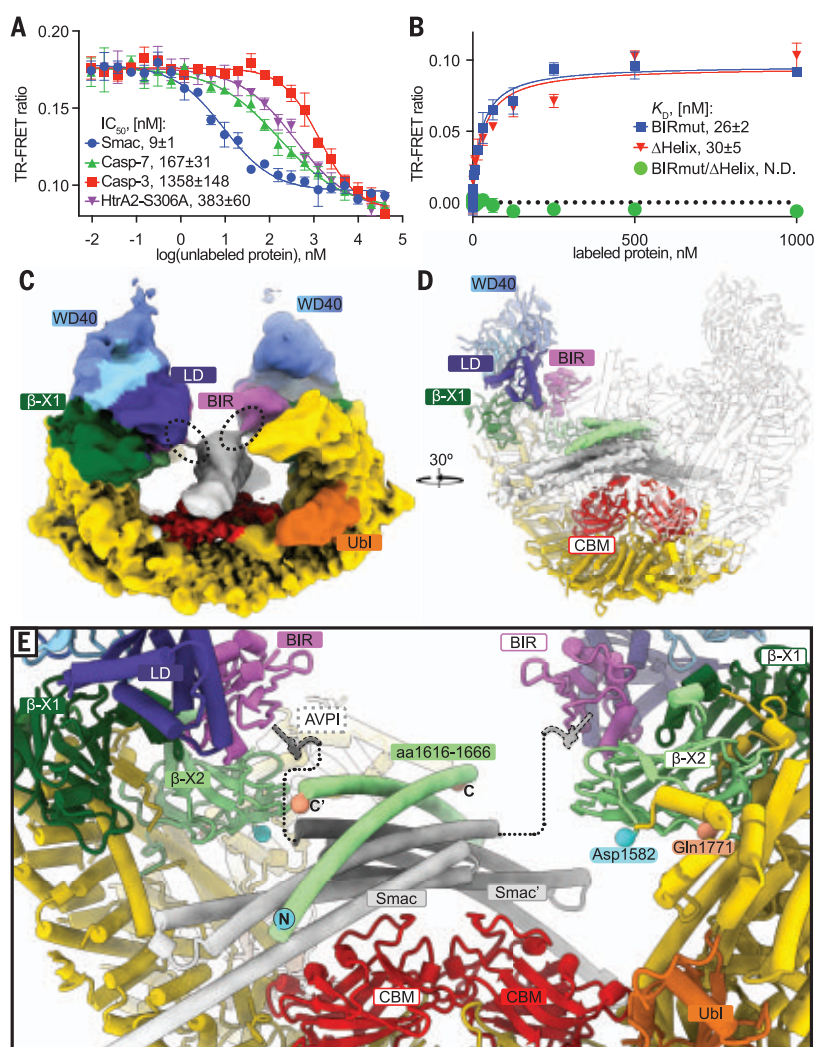 A
0.20
0.15
0.10
TR-FRET ratio
IC50, [nM]:
Smac, 9±1
Casp-7, 167±31
Casp-3, 1358±148
HtrA2-S306A, 383±60
-2 -1 0 1 2 3 4 5
log(unlabeled protein), nM
B
0.10
0.05
0.00
TR-FRET ratio
KD, [nM]:
BIRmut, 26±2
ΔHelix, 30±5
BIRmut/ΔHelix, N.D.
0 500 1000
labeled protein, nM
C
WD40
WD40
LD
BIR
β-X1
UbI
D
WD40
LD
BIR
β-X1
30º
CBM
E
BIR
BIR
LD
β-X1
β-X1
AVPI
aa1616-1666
β-X2
β-X2
C'
C
Asp1582
Gln1771
Smac
Smac'
N
CBM
CBM
UbI